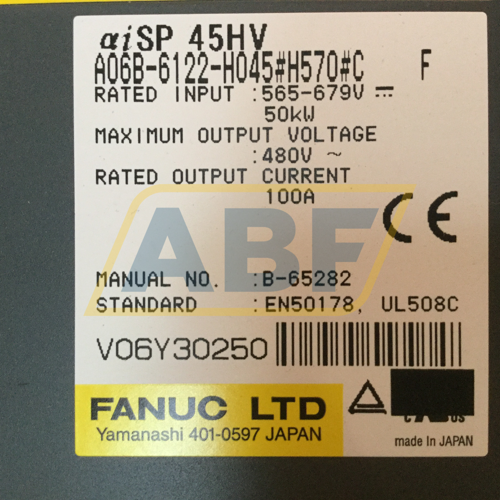 αiSP 45HV
A06B-6122-H045#H570#C F
RATED INPUT :565-679V ⎓
50kW
MAXIMUM OUTPUT VOLTAGE
:480V ~
RATED OUTPUT CURRENT
100A
CE
ABF
MANUAL NO. :B-65282
STANDARD :EN50178, UL508C
V06Y30250
FANUC LTD
Yamanashi 401-0597 JAPAN
c US
made in JAPAN